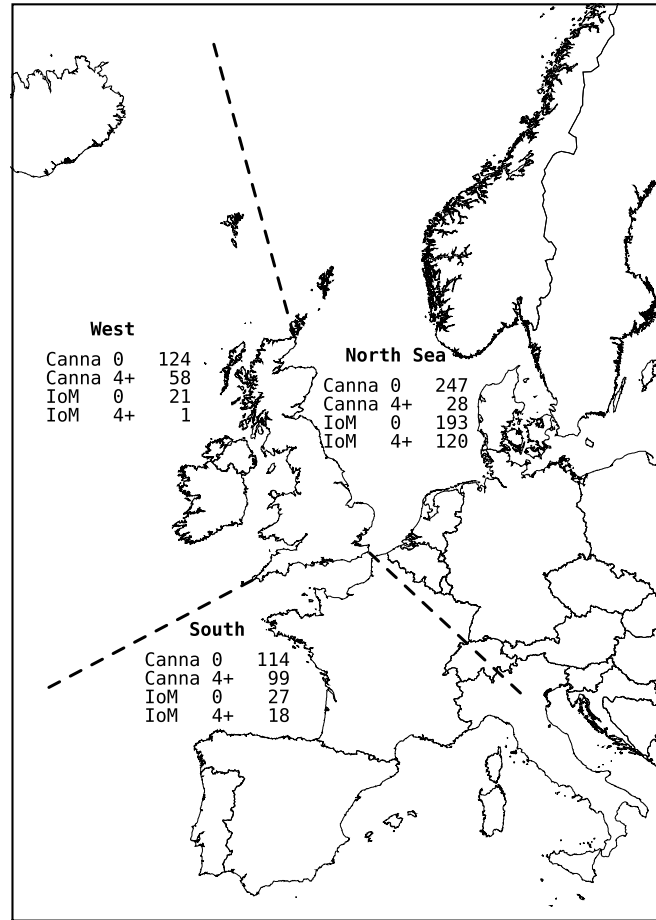 West
Canna 0 124
Canna 4+ 58
IoM 0 21
IoM 4+ 1
North Sea
Canna 0 247
Canna 4+ 28
IoM 0 193
IoM 4+ 120
South
Canna 0 114
Canna 4+ 99
IoM 0 27
IoM 4+ 18